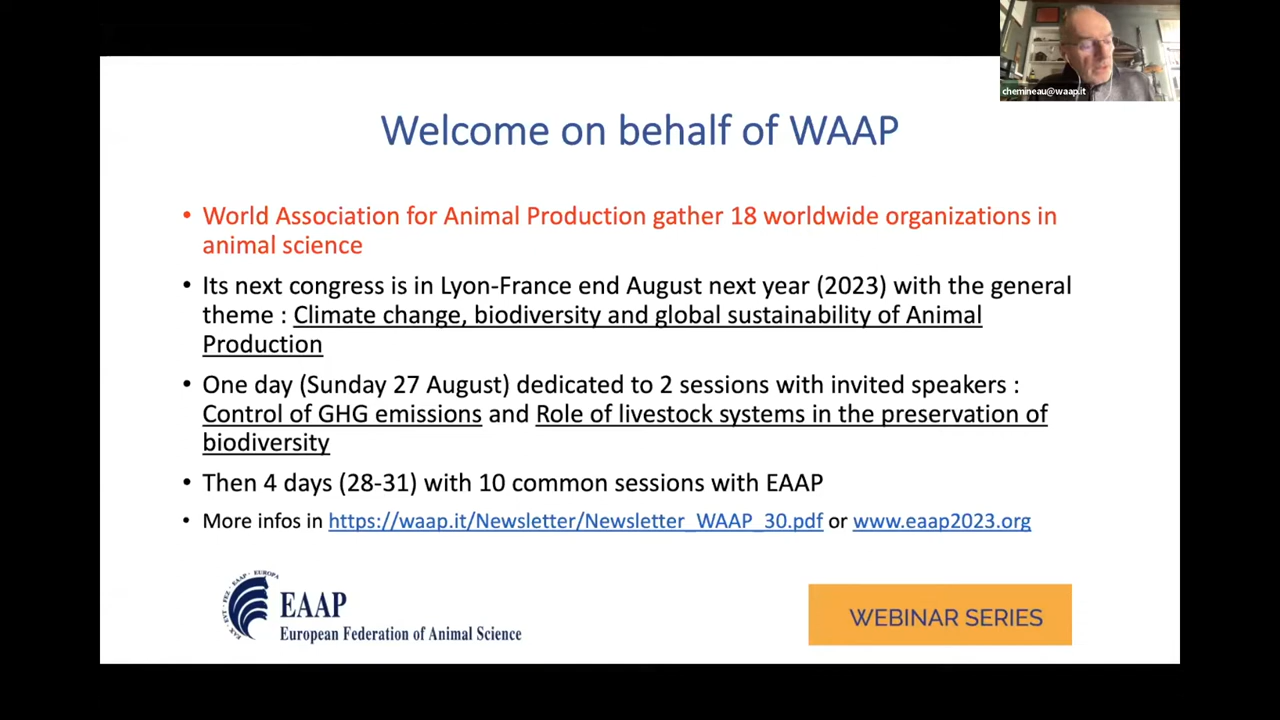 chemineau@waap.it
Welcome on behalf of WAAP
• World Association for Animal Production gather 18 worldwide organizations in
animal science
• Its next congress is in Lyon-France end August next year (2023) with the general
theme : Climate change, biodiversity and global sustainability of Animal
Production
• One day (Sunday 27 August) dedicated to 2 sessions with invited speakers :
Control of GHG emissions and Role of livestock systems in the preservation of
biodiversity
• Then 4 days (28-31) with 10 common sessions with EAAP
• More infos in https://waap.it/Newsletter/Newsletter_WAAP_30.pdf or www.eaap2023.org
EAAP
European Federation of Animal Science
WEBINAR SERIES